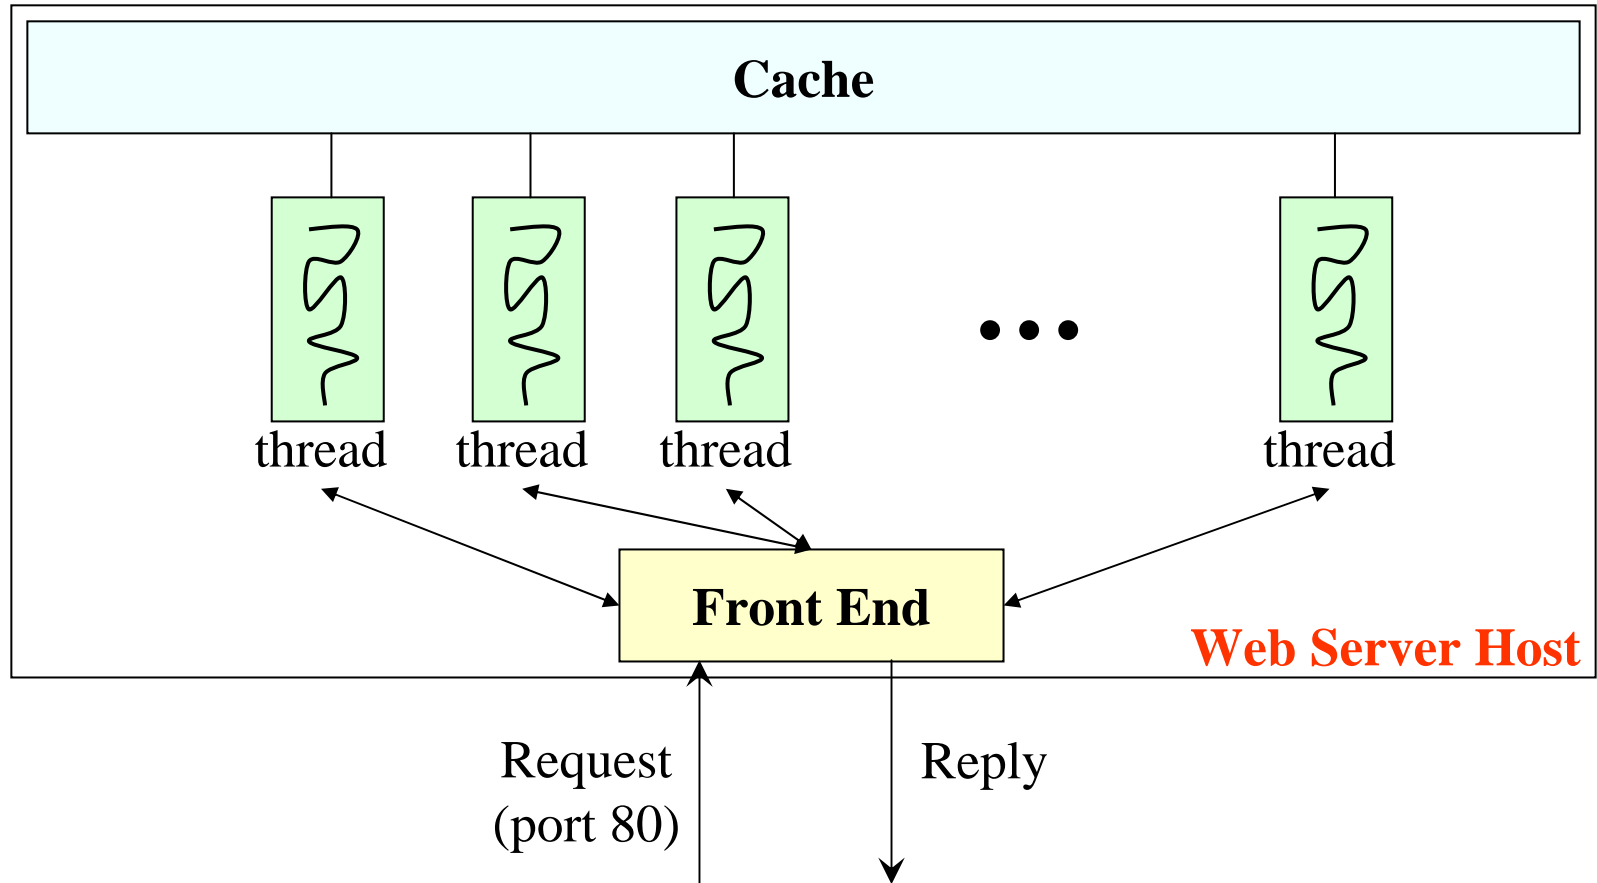 Cache
thread
thread
thread
thread
Front End
Web Server Host
Request
(port 80)
Reply